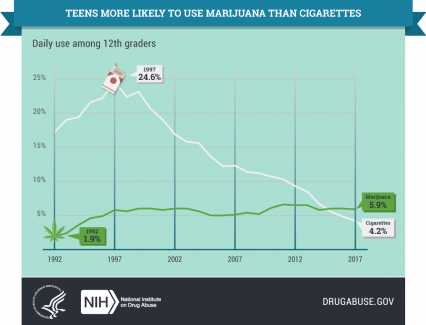 TEENS MORE LIKELY TO USE MARIJUANA THAN CIGARETTES
Daily use among 12th graders
25%
20%
15%
10%
5%
1997
24.6%
1992
1.9%
Marijuana
5.9%
Cigarettes
4.2%
1992
1997
2002
2007
2012
2017
NIH
National Institute
on Drug Abuse
DRUGABUSE.GOV